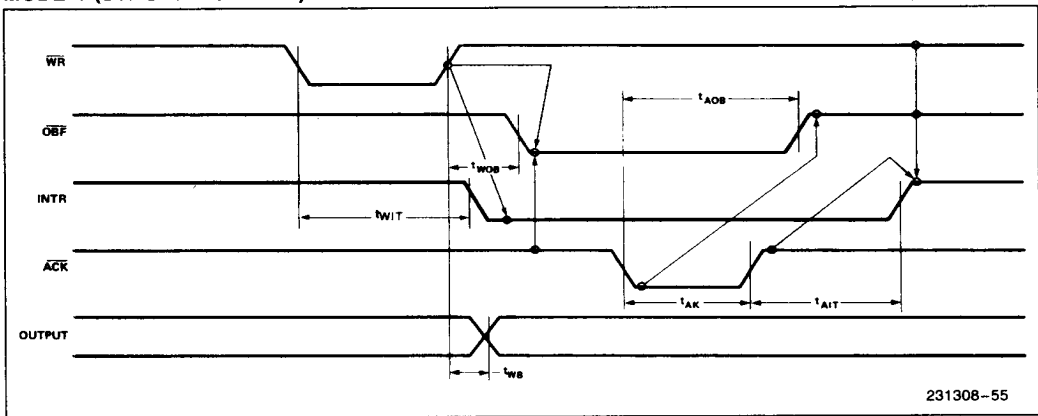 WR
OBF
INTR
ACK
OUTPUT
tWOB
tWIT
tAOB
tAK
tAIT
tWB
231308-55